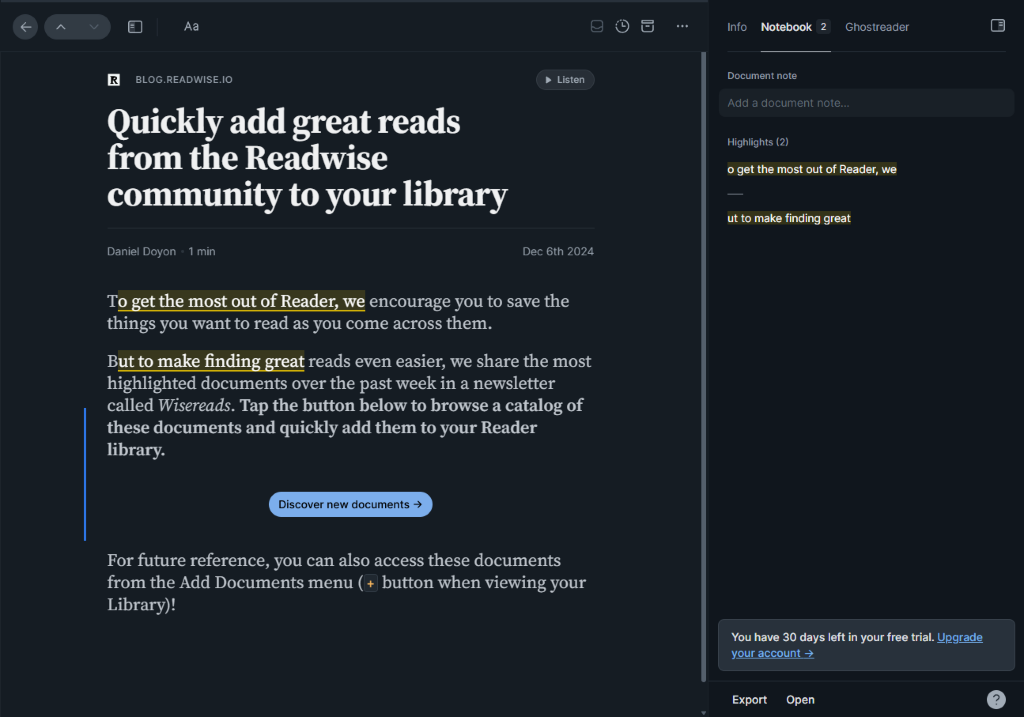 Aa
R BLOG.READWISE.IO
Listen
Quickly add great reads
from the Readwise
community to your library
Daniel Doyon · 1 min
Dec 6th 2024
To get the most out of Reader, we encourage you to save the
things you want to read as you come across them.
But to make finding great reads even easier, we share the most
highlighted documents over the past week in a newsletter
called Wisereads. Tap the button below to browse a catalog of
these documents and quickly add them to your Reader
library.
Discover new documents →
For future reference, you can also access these documents
from the Add Documents menu (+ button when viewing your
Library)!
Info Notebook 2 Ghostreader
Document note
Add a document note...
Highlights (2)
o get the most out of Reader, we
ut to make finding great
You have 30 days left in your free trial. Upgrade
your account →
Export Open ?